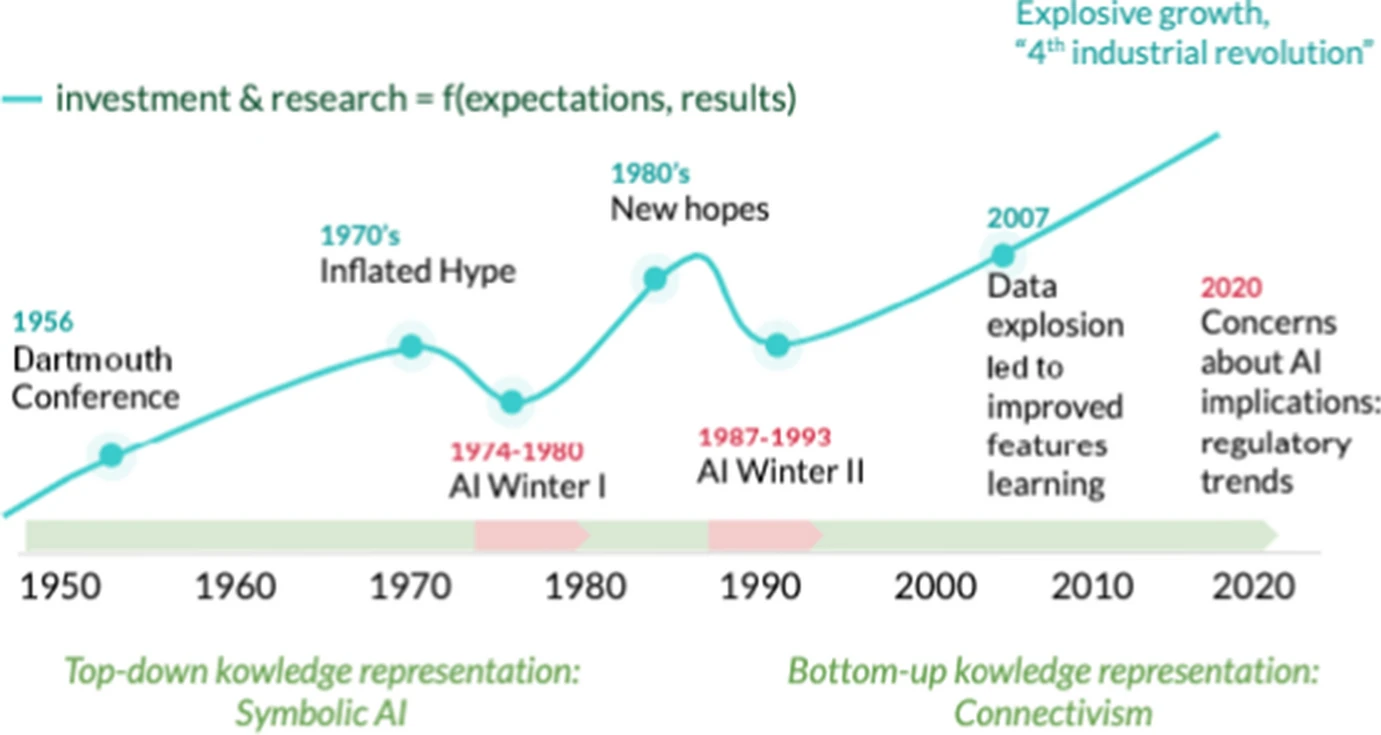 Explosive growth,
“4th industrial revolution”
investment & research = f(expectations, results)
1980's
New hopes
1970's
Inflated Hype
2007
Data
explosion
led to
improved
features
learning
2020
Concerns
about AI
implications:
regulatory
trends
1956
Dartmouth
Conference
1974-1980
AI Winter I
1987-1993
AI Winter II
1950 1960 1970 1980 1990 2000 2010 2020
Top-down kowledge representation:
Symbolic AI
Bottom-up kowledge representation:
Connectivism